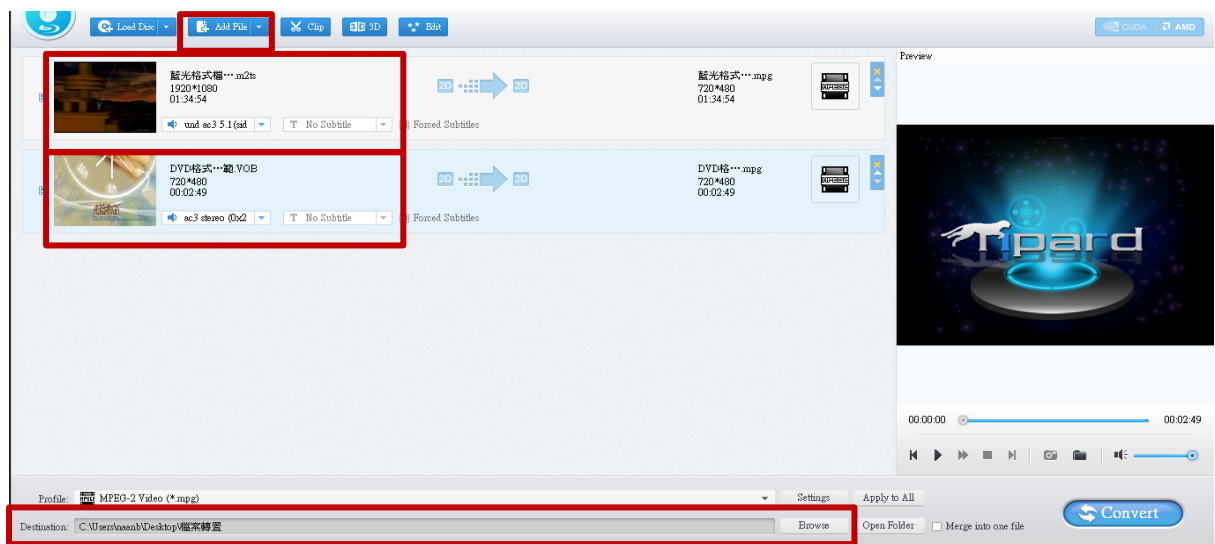 Load Disc
Add File
Clip
3D 3D
Edit
CUDA
AMD
Preview
藍光格式檔….m2ts
1920*1080
01:34:54
2D
2D
藍光格式….mpg
720*480
01:34:54
MPEG
und ac3 5.1(sid
T No Subtitle
Forced Subtitles
DVD格式…範.VOB
720*480
00:02:49
2D
2D
DVD格….mpg
720*480
00:02:49
MPEG
ac3 stereo (0x2
T No Subtitle
Forced Subtitles
Tipard
00:00:00
00:02:49
Profile:
MPEG-2 Video (*.mpg)
Settings
Apply to All
Convert
Destination:
C:\Users\naanb\Desktop\檔案轉置
Browse
Open Folder
Merge into one file